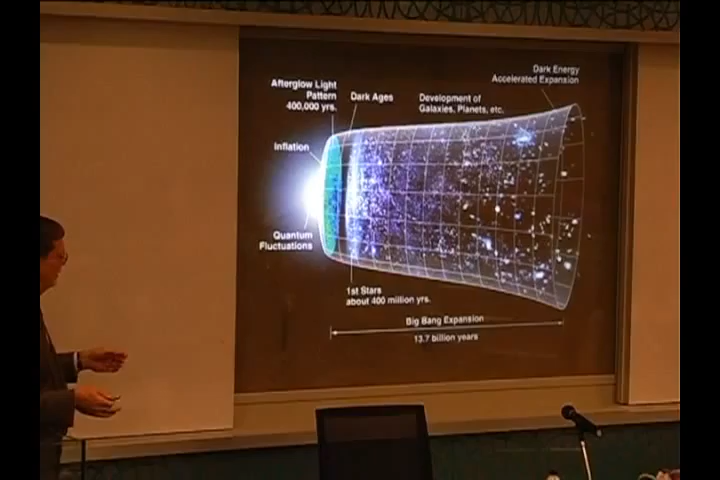 Dark Energy
Accelerated Expansion
Afterglow Light
Pattern
400,000 yrs.
Dark Ages
Development of
Galaxies, Planets, etc.
Inflation
Quantum
Fluctuations
1st Stars
about 400 million yrs.
Big Bang Expansion
13.7 billion years